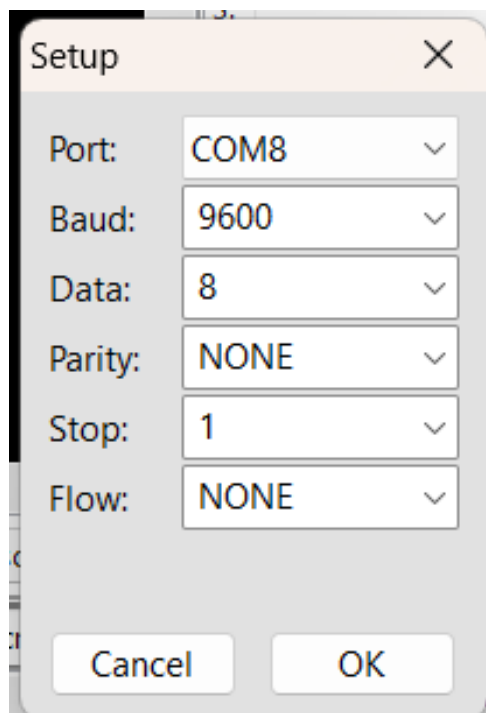 Setup
Port: COM8
Baud: 9600
Data: 8
Parity: NONE
Stop: 1
Flow: NONE
Cancel OK